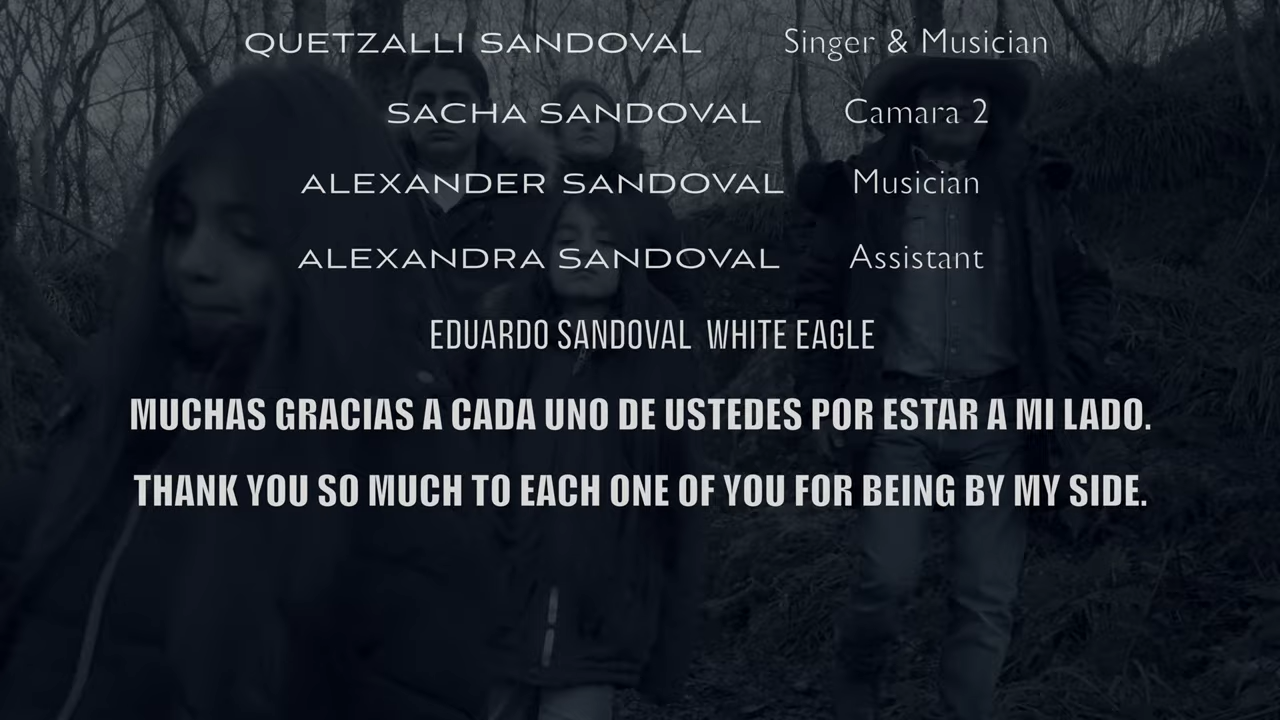 QUETZALLI SANDOVAL Singer & Musician
SACHA SANDOVAL Camara 2
ALEXANDER SANDOVAL Musician
ALEXANDRA SANDOVAL Assistant
EDUARDO SANDOVAL WHITE EAGLE
MUCHAS GRACIAS A CADA UNO DE USTEDES POR ESTAR A MI LADO.
THANK YOU SO MUCH TO EACH ONE OF YOU FOR BEING BY MY SIDE.